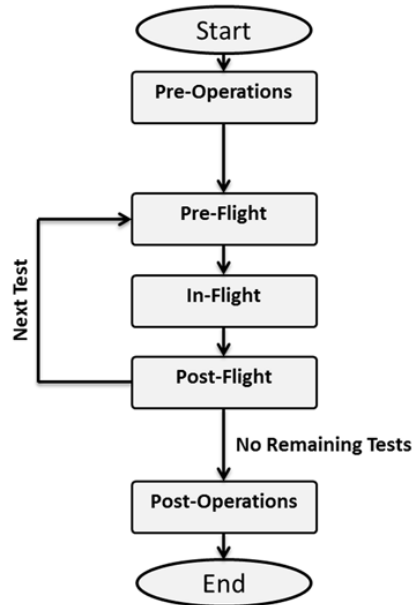 Start
Pre-Operations
Pre-Flight
Next Test
In-Flight
Post-Flight
No Remaining Tests
Post-Operations
End